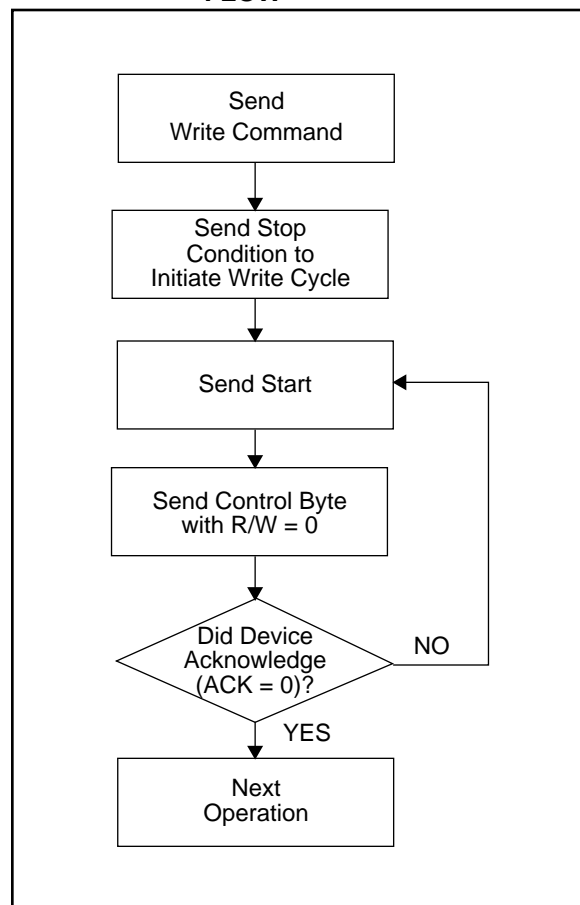 Send
Write Command
Send Stop
Condition to
Initiate Write Cycle
Send Start
Send Control Byte
with R/W = 0
Did Device
Acknowledge
(ACK = 0)?
NO
YES
Next
Operation